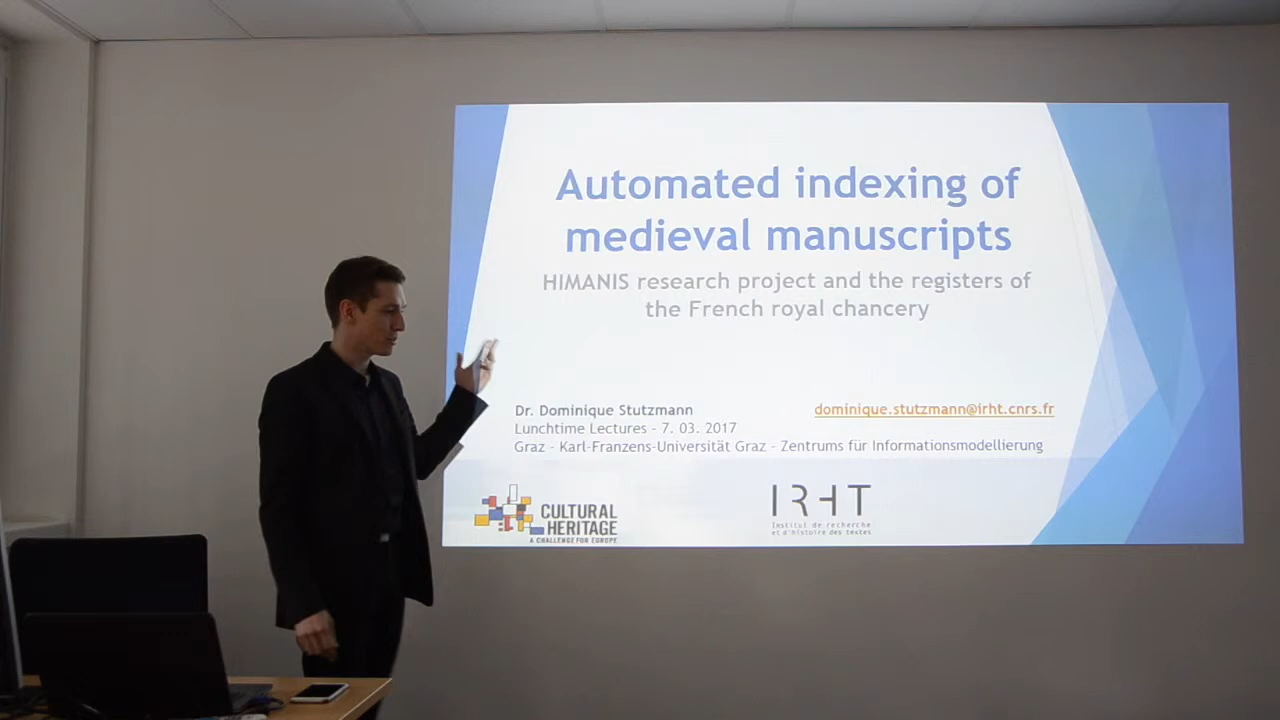 Automated indexing of
medieval manuscripts
HIMANIS research project and the registers of
the French royal chancery
Dr. Dominique Stutzmann
dominique.stutzmann@irht.cnrs.fr
Lunchtime Lectures - 7. 03. 2017
Graz - Karl-Franzens-Universität Graz - Zentrums für Informationsmodellierung
CULTURAL
HERITAGE
A CHALLENGE FOR EUROPE
IRHT
Institut de recherche
et d'histoire des textes